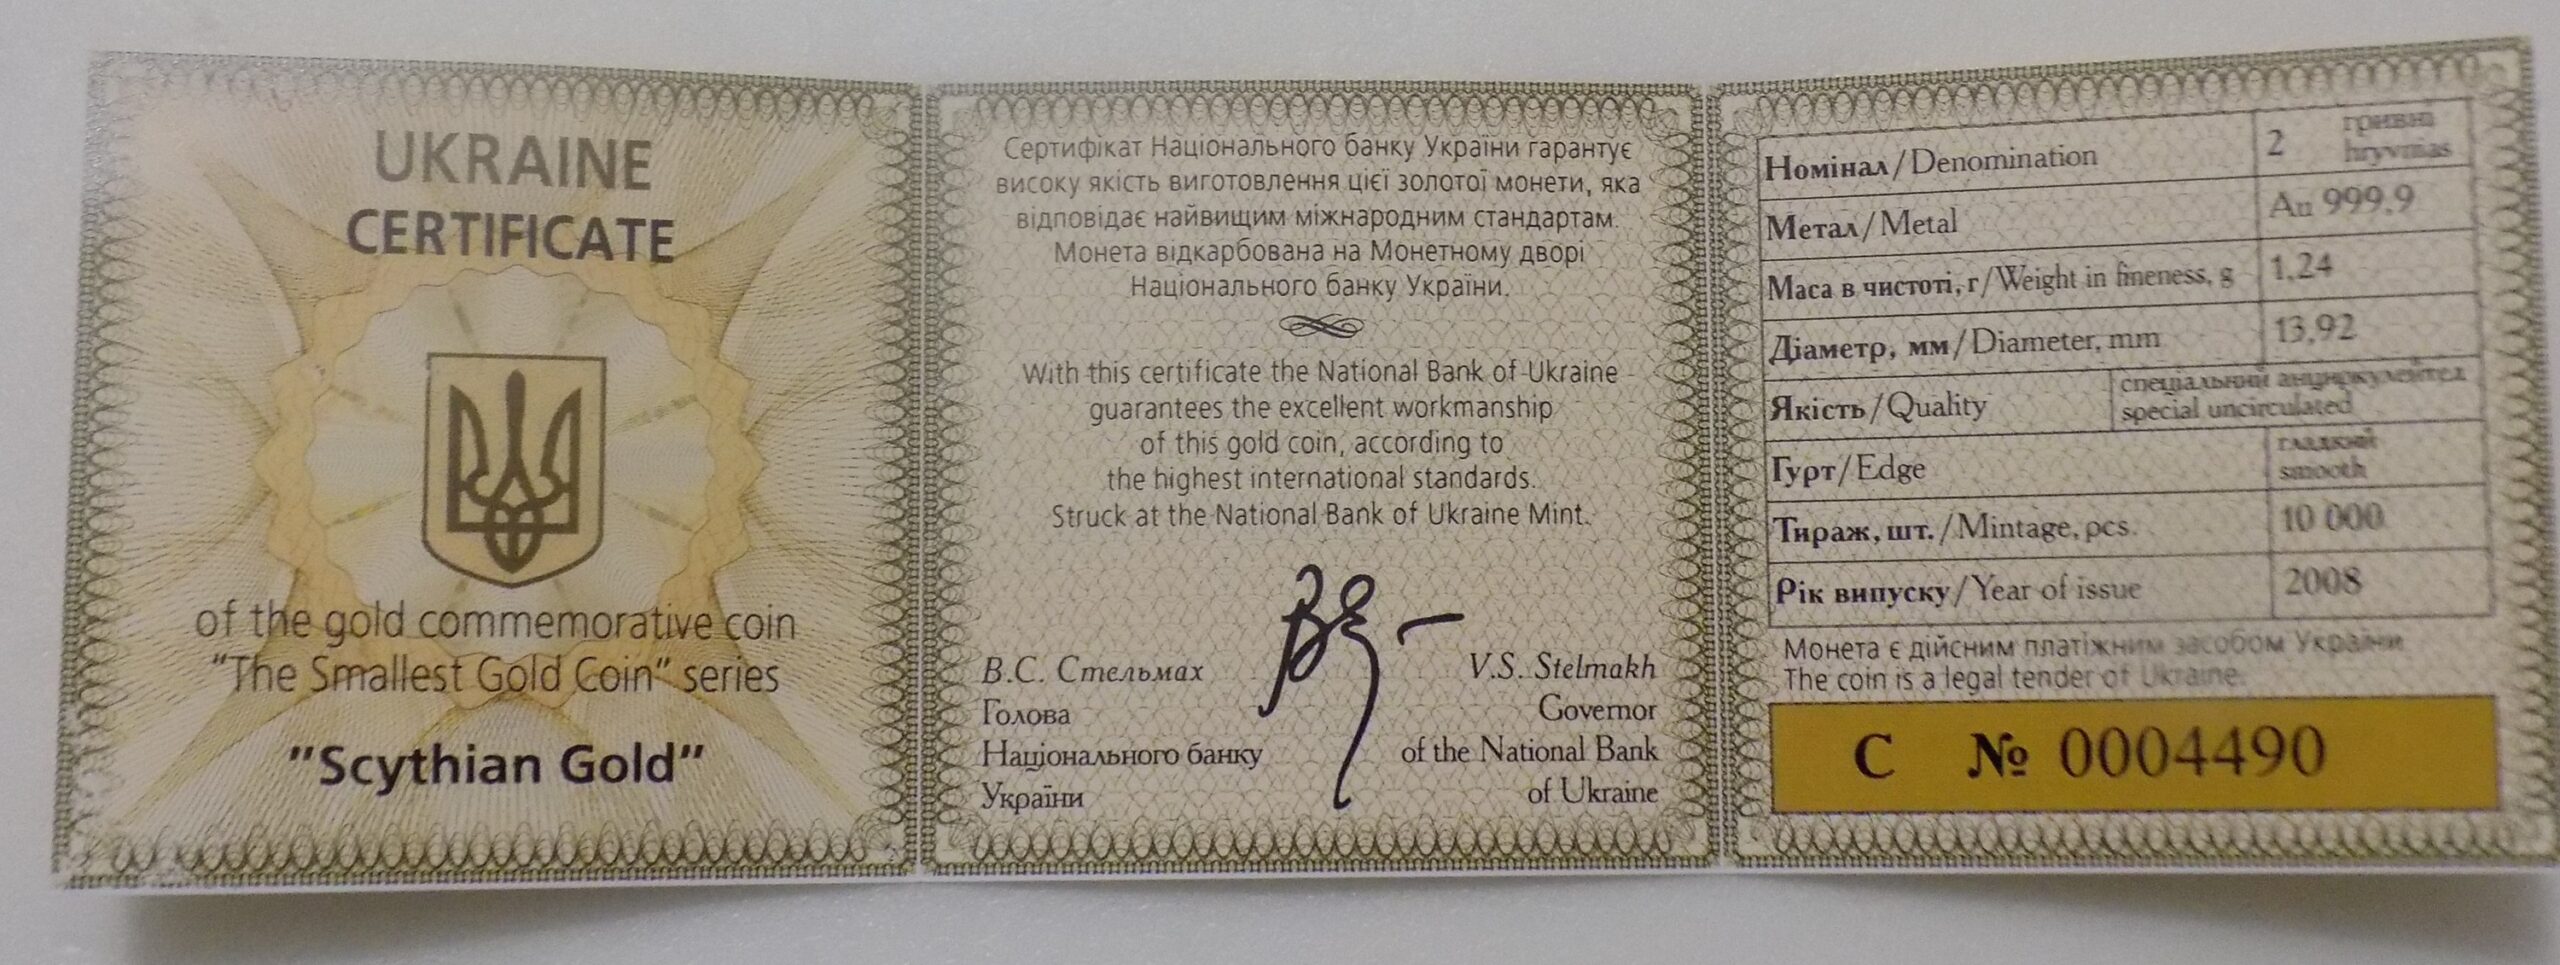 UKRAINE
CERTIFICATE
of the gold commemorative coin
“The Smallest Gold Coin” series
”Scythian Gold”
Сертифікат Національного банку України гарантує
високу якість виготовлення цієї золотої монети, яка
відповідає найвищим міжнародним стандартам.
Монета відкарбована на Монетному дворі
Національного банку України.
With this certificate the National Bank of Ukraine
guarantees the excellent workmanship
of this gold coin, according to
the highest international standards.
Struck at the National Bank of Ukraine Mint.
В.С. Стельмах
Голова
Національного банку
України
V.S. Stelmakh
Governor
of the National Bank
of Ukraine
Номінал/Denomination 2 гривні hryvnias
Метал/Metal Au 999.9
Маса в чистоті, г/Weight in fineness, g 1,24
Діаметр, мм/Diameter, mm 13,92
Якість/Quality спеціальний анциркулейтед special uncirculated
Гурт/Edge гладкий smooth
Тираж, шт./Mintage, pcs. 10 000
Рік випуску/Year of issue 2008
Монета є дійсним платіжним засобом України
The coin is a legal tender of Ukraine.
С № 0004490